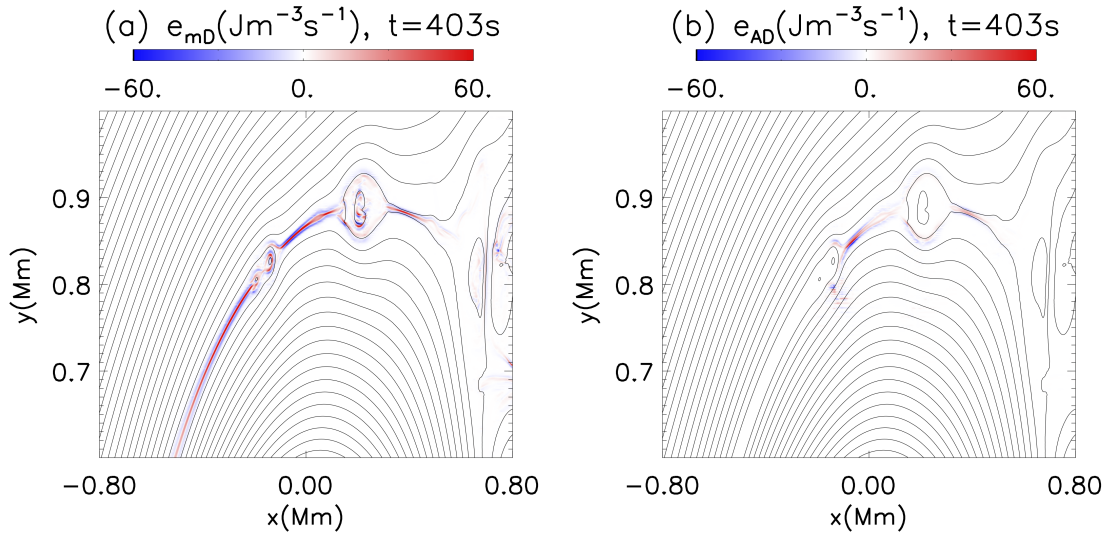 (a) e_mD(Jm⁻³s⁻¹), t=403s
−60. 0. 60.
0.9
0.8
0.7
y(Mm)
−0.80 0.00 0.80
x(Mm)
(b) e_AD(Jm⁻³s⁻¹), t=403s
−60. 0. 60.
0.9
0.8
0.7
y(Mm)
−0.80 0.00 0.80
x(Mm)